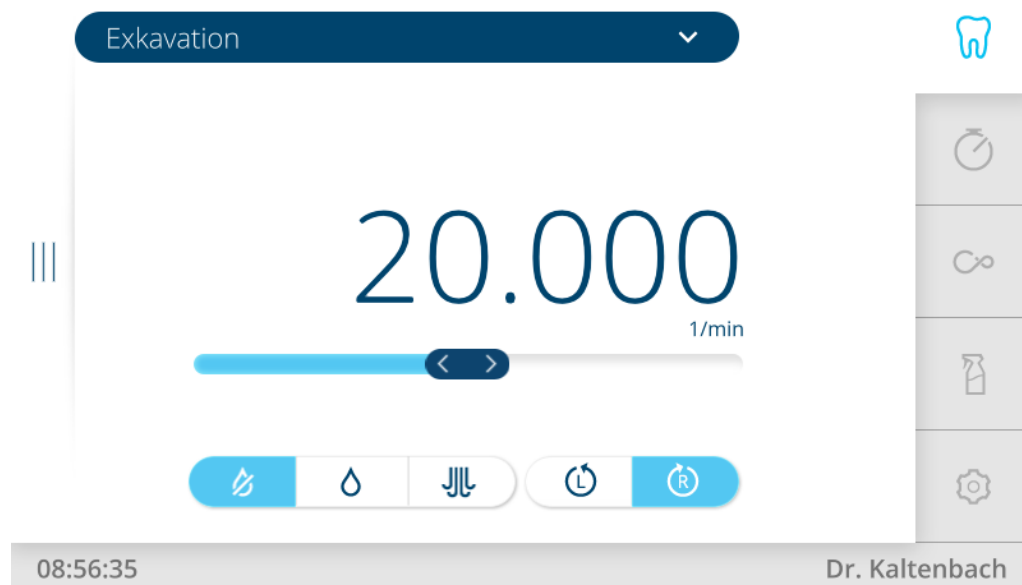 Exkavation
20.000
1/min
L
R
08:56:35
Dr. Kaltenbach